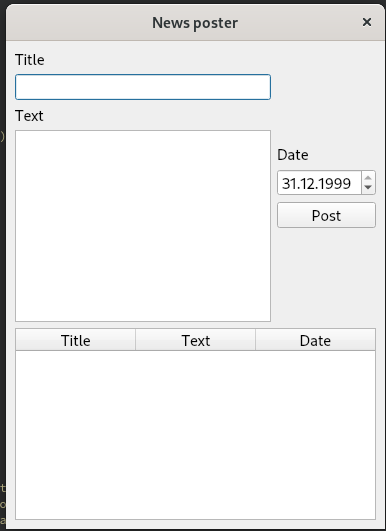 News poster
Title
Text
Date
31.12.1999
Post
Title Text Date